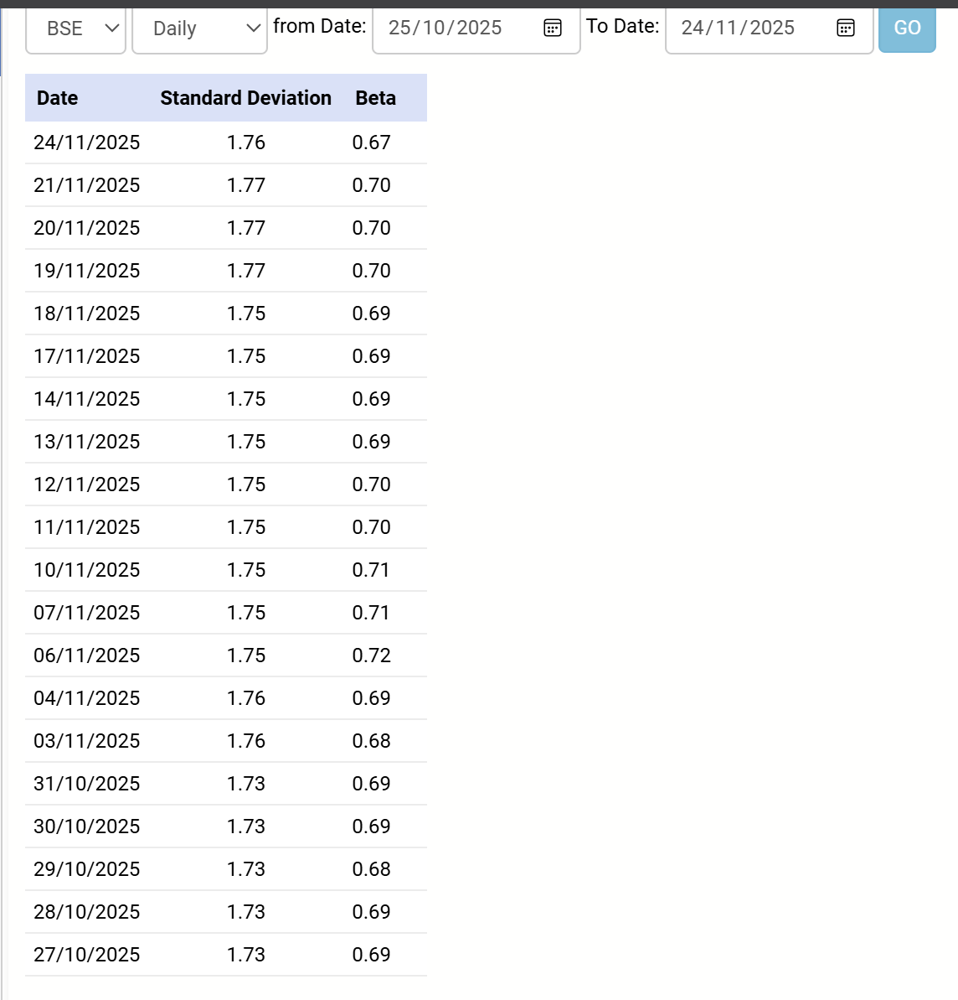 BSE Daily from Date: 25/10/2025 To Date: 24/11/2025 GO
Date Standard Deviation Beta
24/11/2025 1.76 0.67
21/11/2025 1.77 0.70
20/11/2025 1.77 0.70
19/11/2025 1.77 0.70
18/11/2025 1.75 0.69
17/11/2025 1.75 0.69
14/11/2025 1.75 0.69
13/11/2025 1.75 0.69
12/11/2025 1.75 0.70
11/11/2025 1.75 0.70
10/11/2025 1.75 0.71
07/11/2025 1.75 0.71
06/11/2025 1.75 0.72
04/11/2025 1.76 0.69
03/11/2025 1.76 0.68
31/10/2025 1.73 0.69
30/10/2025 1.73 0.69
29/10/2025 1.73 0.68
28/10/2025 1.73 0.69
27/10/2025 1.73 0.69